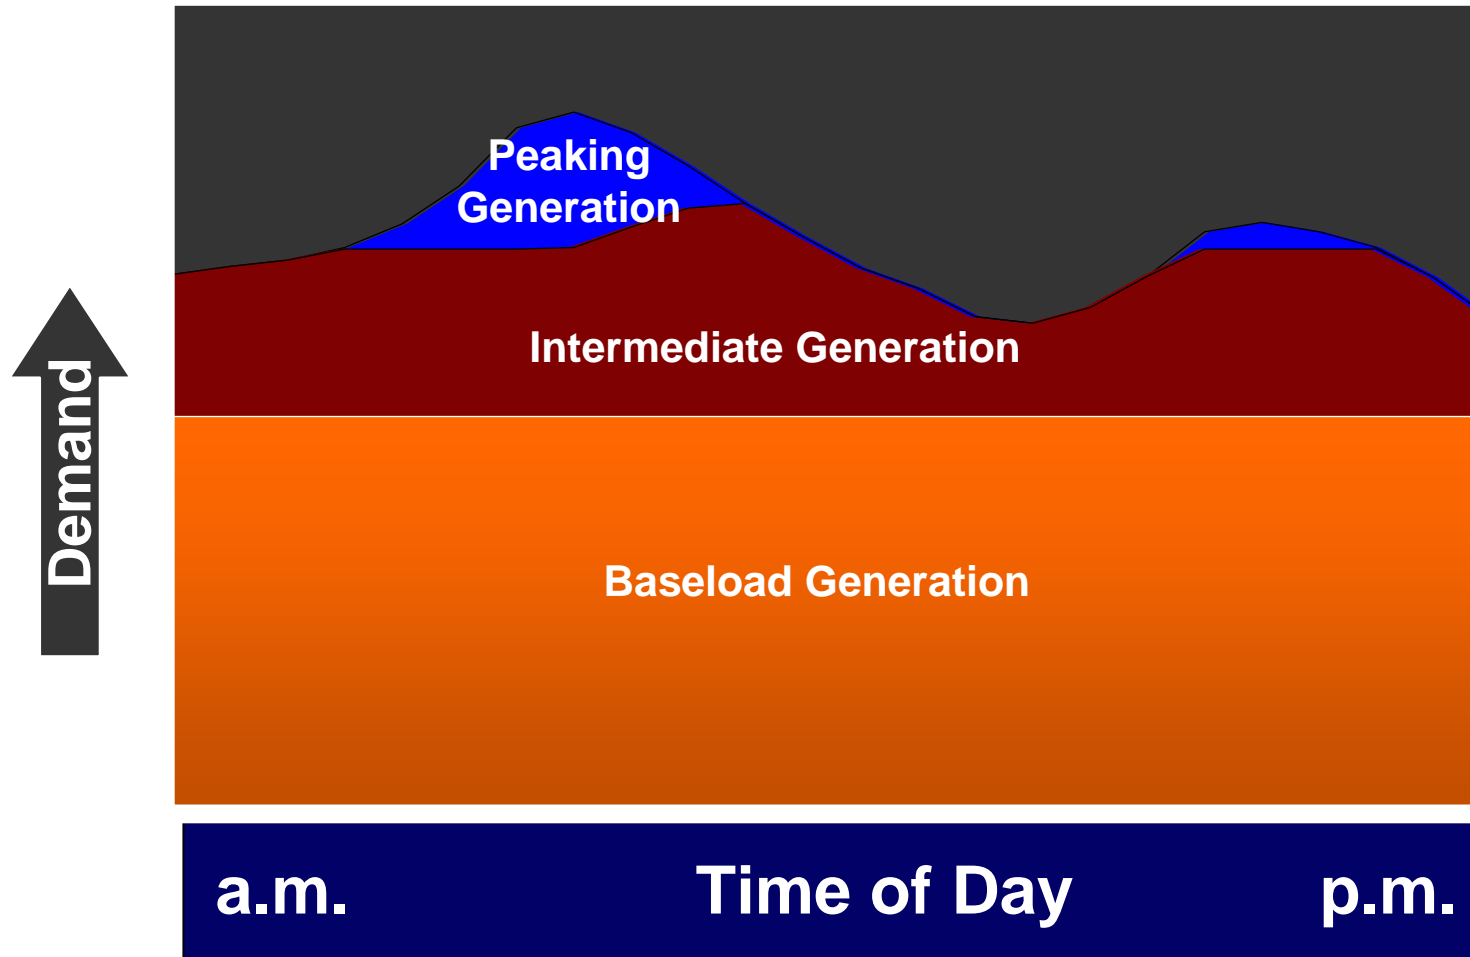 Peaking
Generation
Intermediate Generation
Demand
Baseload Generation
a.m. Time of Day p.m.